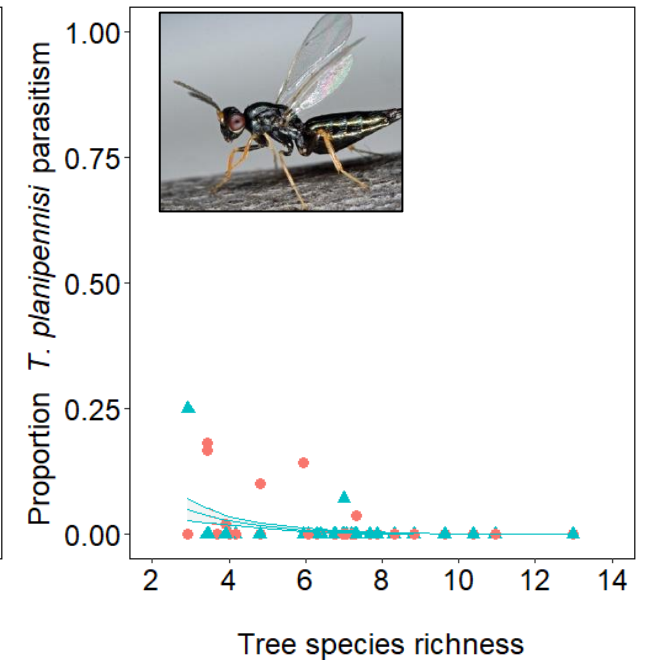 Proportion T. planipennisi parasitism
1.00
0.75
0.50
0.25
0.00
2 4 6 8 10 12 14
Tree species richness